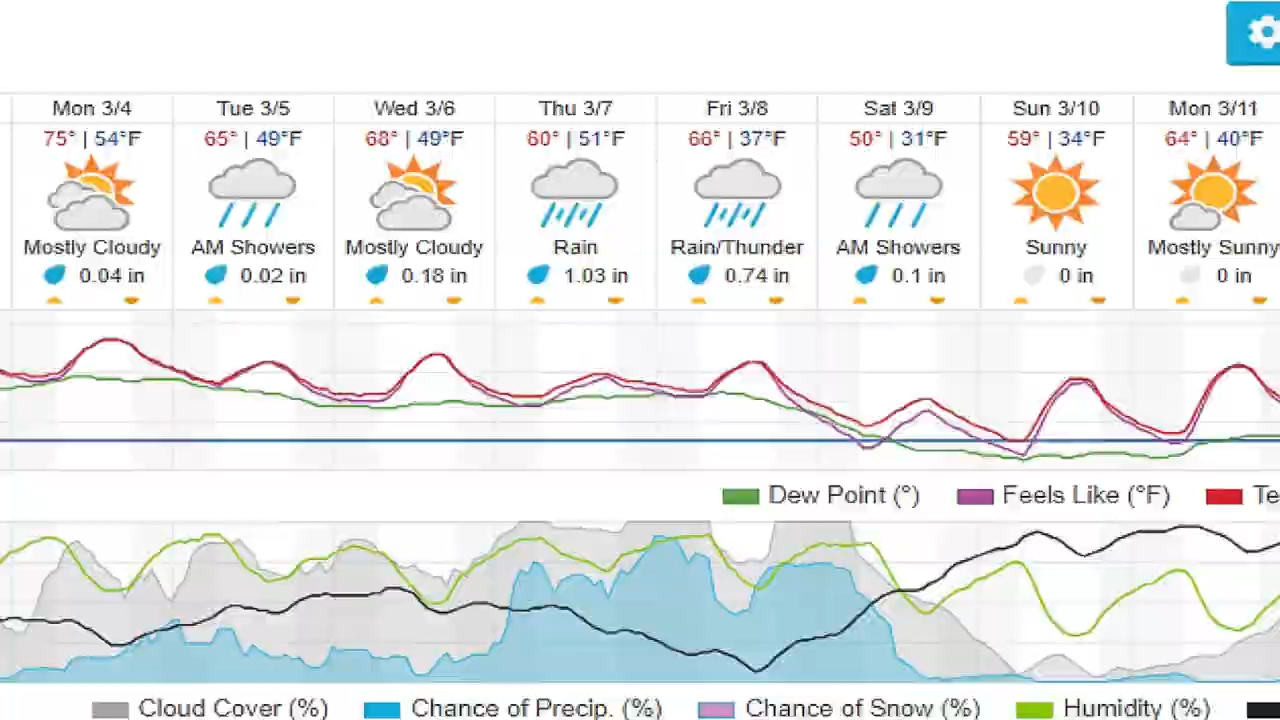 Mon 3/4 Tue 3/5 Wed 3/6 Thu 3/7 Fri 3/8 Sat 3/9 Sun 3/10 Mon 3/11
75° | 54°F 65° | 49°F 68° | 49°F 60° | 51°F 66° | 37°F 50° | 31°F 59° | 34°F 64° | 40°F
Mostly Cloudy AM Showers Mostly Cloudy Rain Rain/Thunder AM Showers Sunny Mostly Sunny
0.04 in 0.02 in 0.18 in 1.03 in 0.74 in 0.1 in 0 in 0 in
Dew Point (°) Feels Like (°F) Te
Cloud Cover (%) Chance of Precip. (%) Chance of Snow (%) Humidity (%)